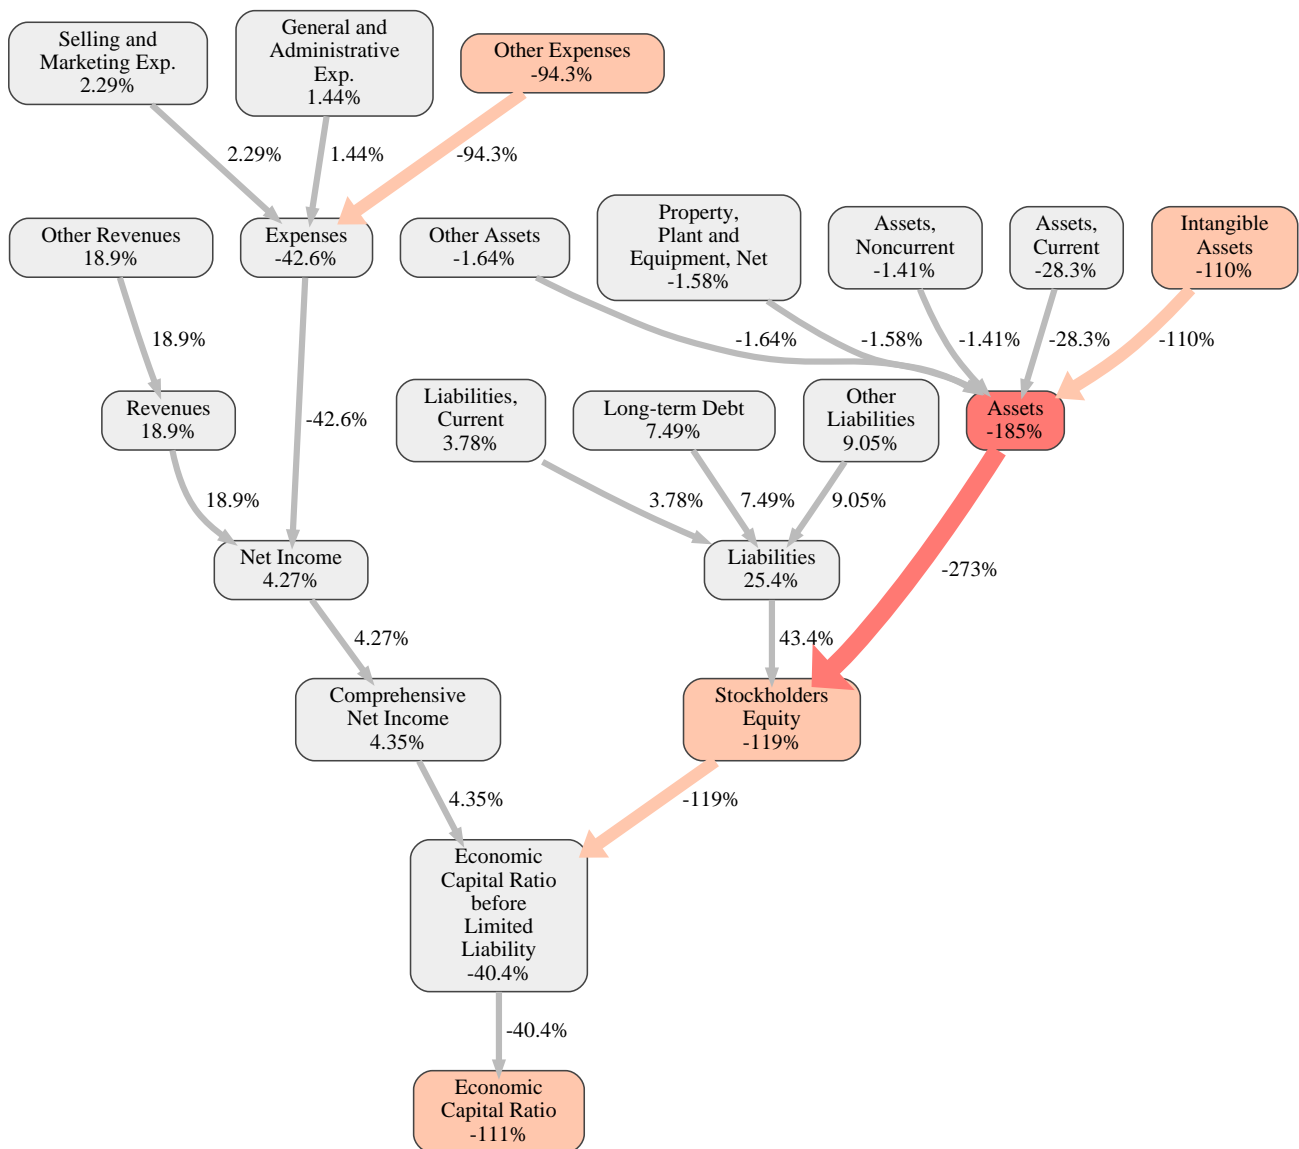 Selling and
Marketing Exp.
2.29%
General and
Administrative
Exp.
1.44%
Other Expenses
-94.3%
2.29%
1.44%
-94.3%
Other Revenues
18.9%
Expenses
-42.6%
Other Assets
-1.64%
Property,
Plant and
Equipment, Net
-1.58%
Assets,
Noncurrent
-1.41%
Assets,
Current
-28.3%
Intangible
Assets
-110%
18.9%
-42.6%
-1.64%
-1.58%
-1.41%
-28.3%
-110%
Revenues
18.9%
Liabilities,
Current
3.78%
Long-term Debt
7.49%
Other
Liabilities
9.05%
Assets
-185%
18.9%
3.78%
7.49%
9.05%
-273%
Net Income
4.27%
Liabilities
25.4%
4.27%
43.4%
Comprehensive
Net Income
4.35%
Stockholders
Equity
-119%
4.35%
-119%
Economic
Capital Ratio
before
Limited
Liability
-40.4%
-40.4%
Economic
Capital Ratio
-111%